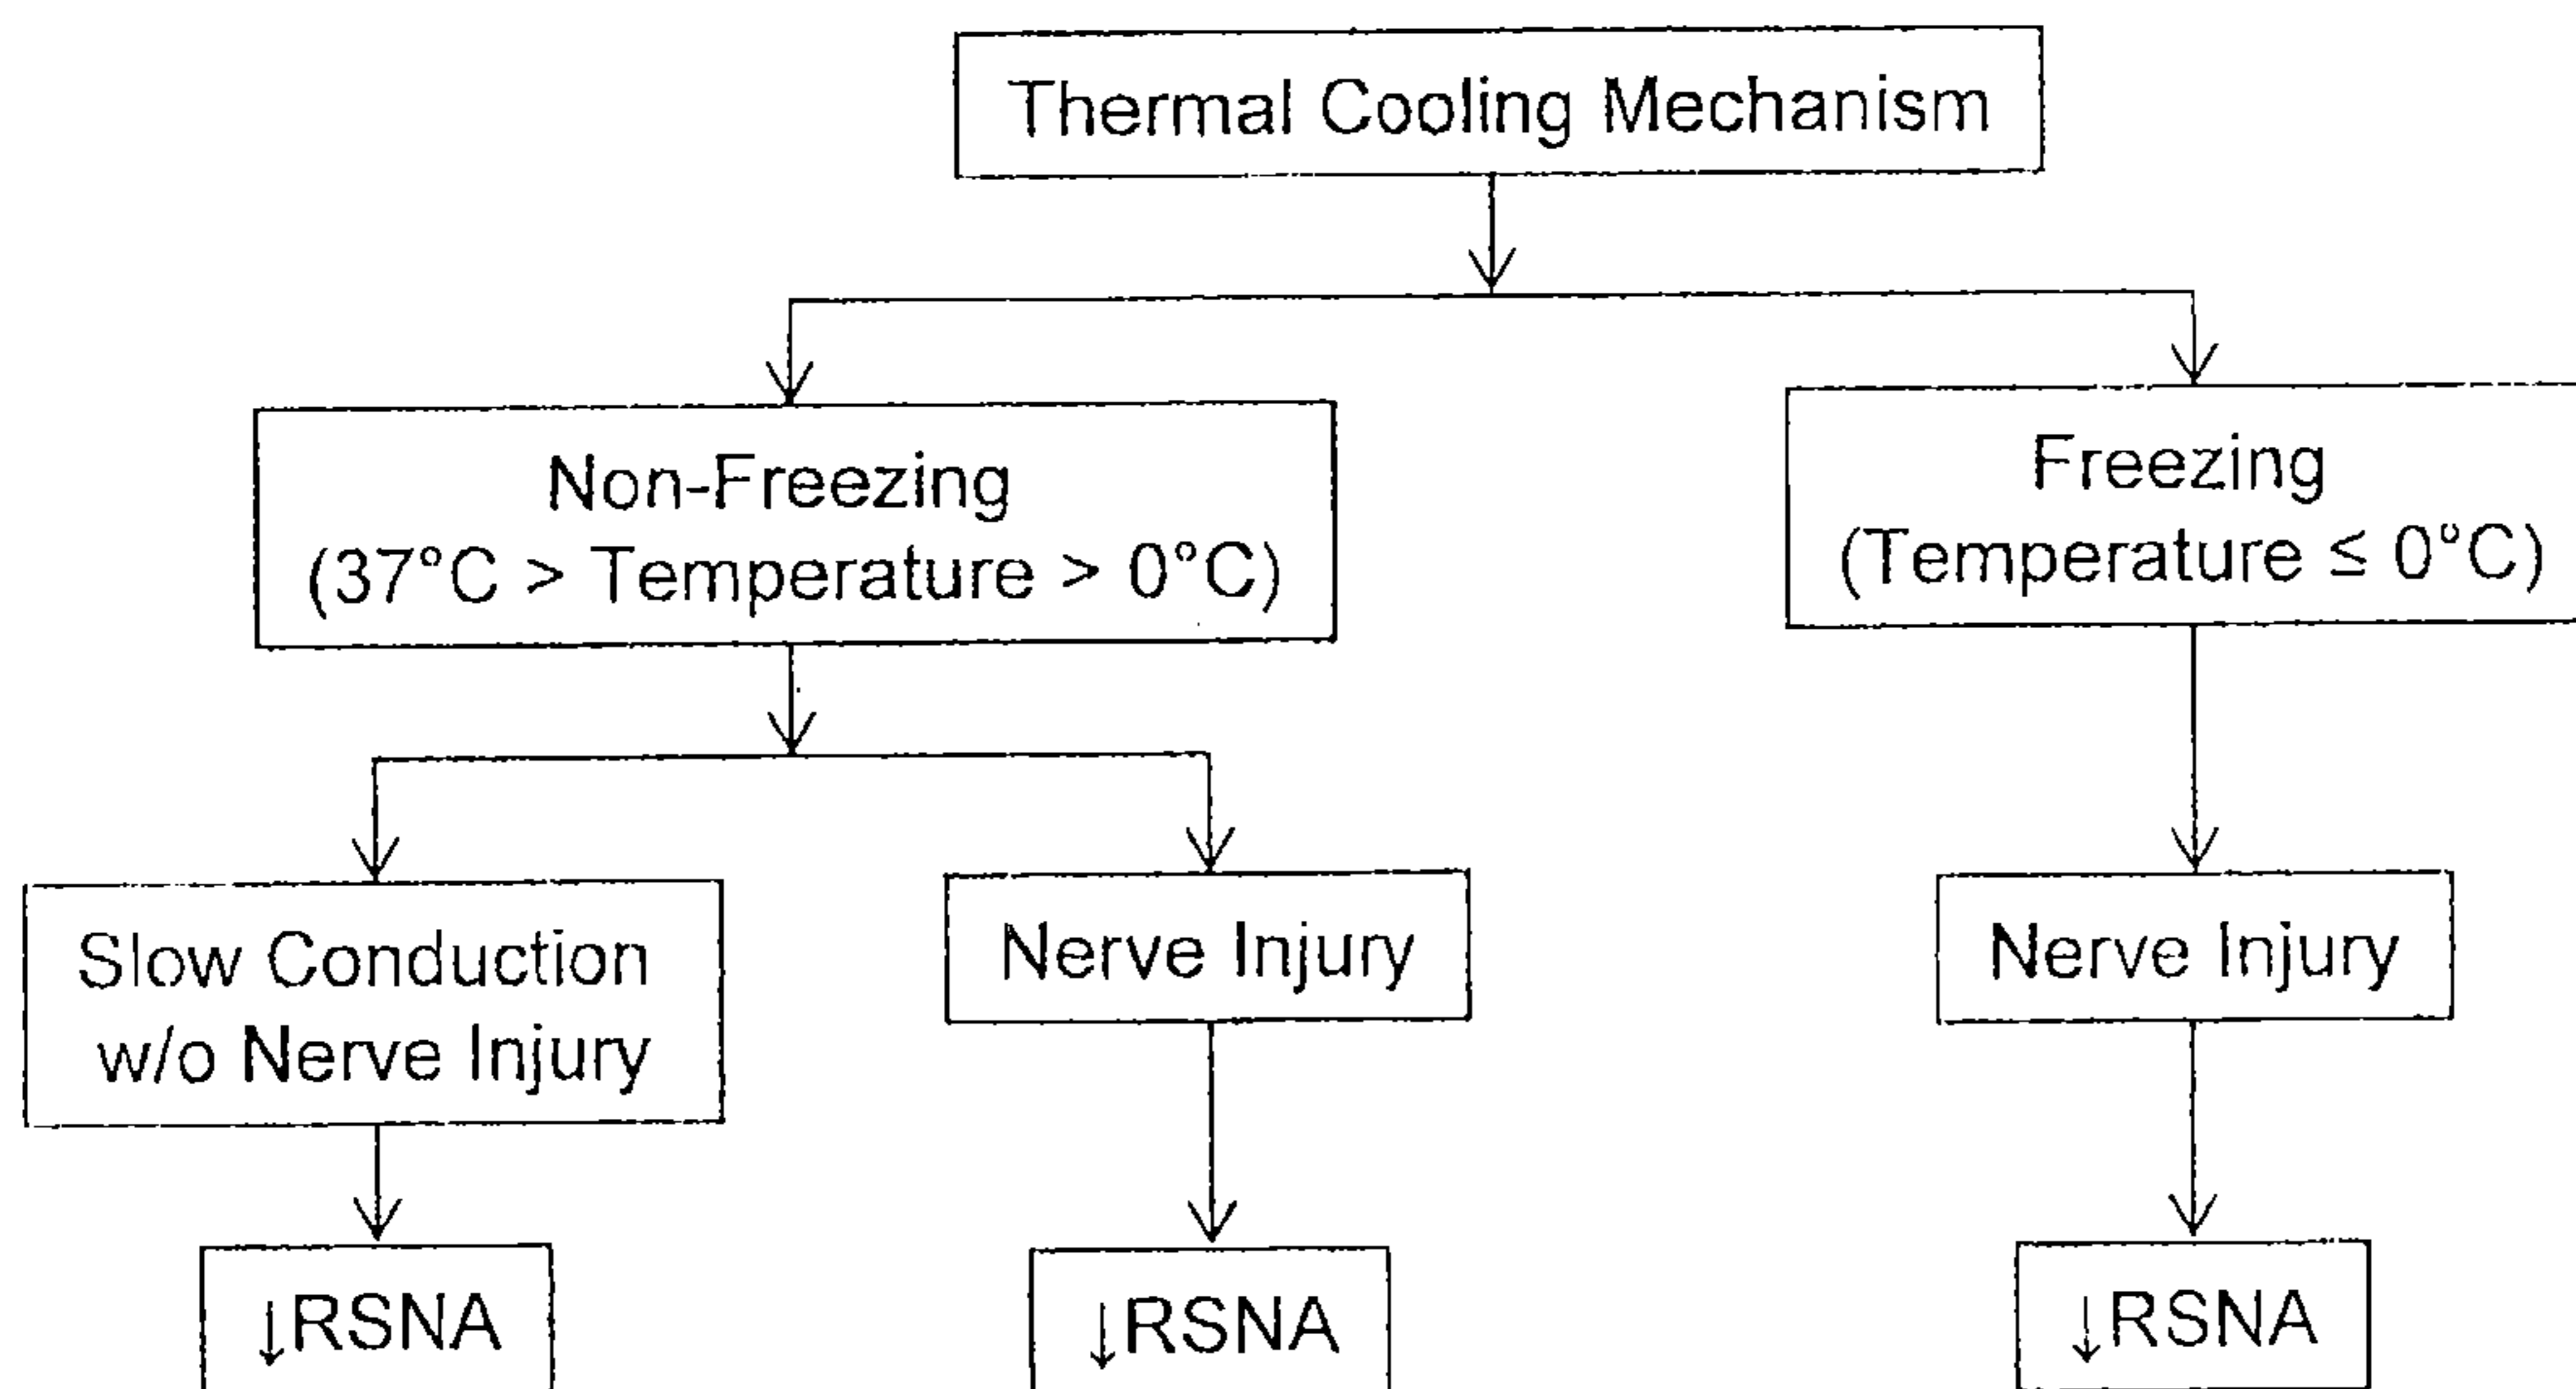 Thermal Cooling Mechanism
Non-Freezing
(37°C > Temperature > 0°C)
Freezing
(Temperature ≤ 0°C)
Slow Conduction
w/o Nerve Injury
Nerve Injury
Nerve Injury
↓RSNA
↓RSNA
↓RSNA